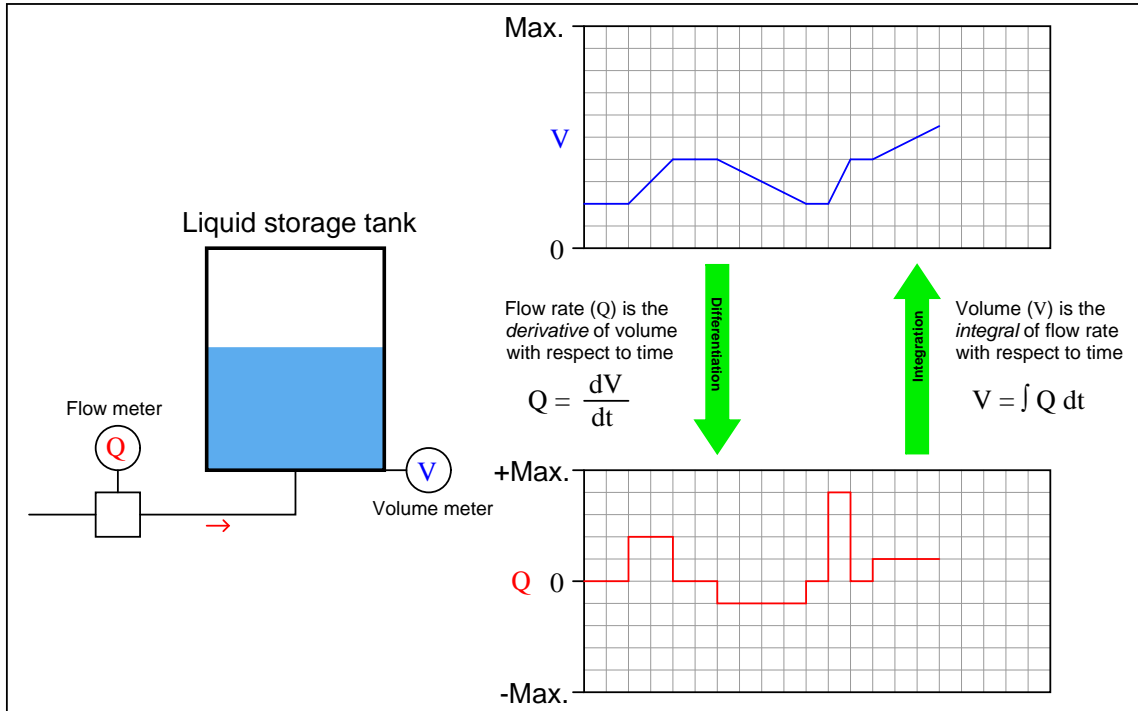 Liquid storage tank
Flow meter
Q
V
Volume meter
Max.
V
0
Flow rate (Q) is the
derivative of volume
with respect to time
Q = dV
dt
Differentiation
Integration
Volume (V) is the
integral of flow rate
with respect to time
V = ∫ Q dt
+Max.
Q 0
-Max.